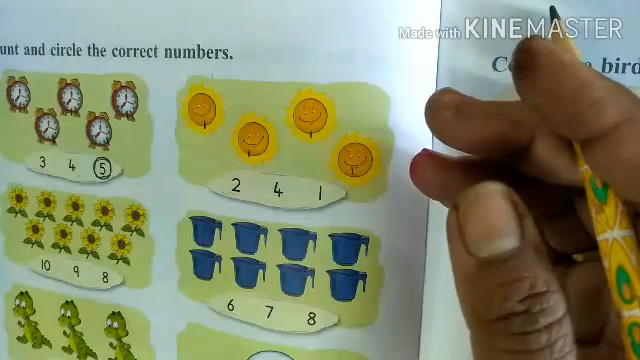 Made with KINEMASTER
unt and circle the correct numbers.
bird
3 4 5
2 4 1
10 9 8
6 7 8